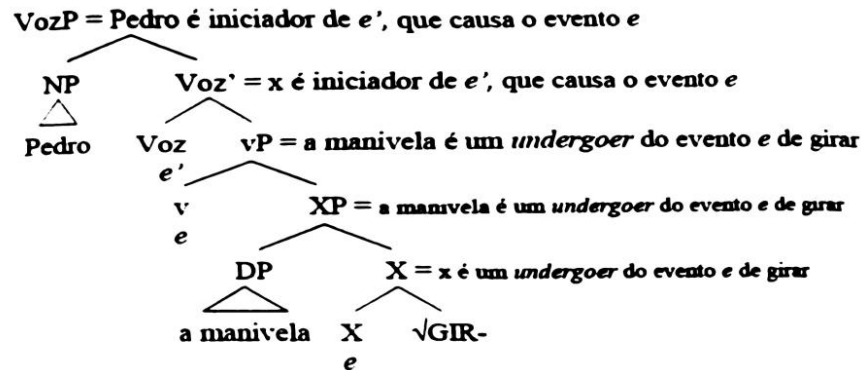 VozP = Pedro é iniciador de e', que causa o evento e
NP Voz' = x é iniciador de e', que causa o evento e
Pedro Voz vP = a manivela é um undergoer do evento e de girar
e'
v XP = a manivela é um undergoer do evento e de girar
e
DP X = x é um undergoer do evento e de girar
a manivela X √GIR-
e